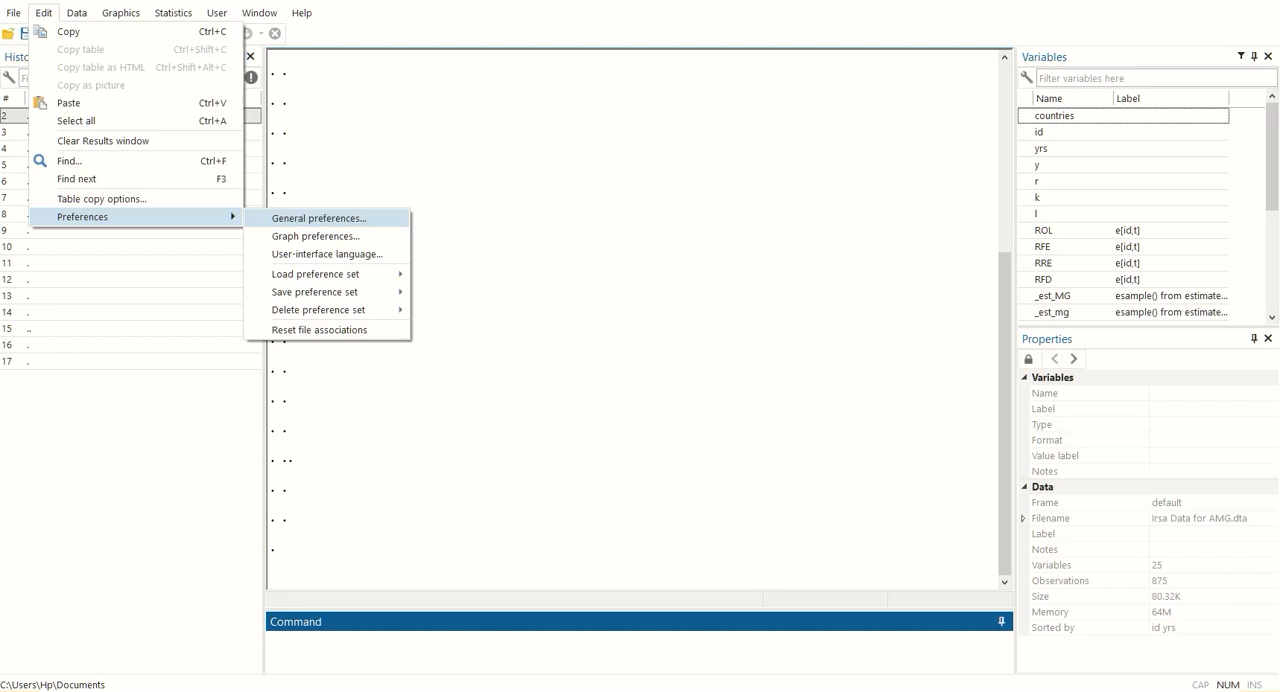 File Edit Data Graphics Statistics User Window Help
Copy Ctrl+C
Copy table Ctrl+Shift+C
Copy table as HTML Ctrl+Shift+Alt+C
Copy as picture
Paste Ctrl+V
Select all Ctrl+A
Clear Results window
Find... Ctrl+F
Find next F3
Table copy options...
Preferences
General preferences...
Graph preferences...
User-interface language...
Load preference set
Save preference set
Delete preference set
Reset file associations
Histo
Fi
#
2 .
3 .
4 .
5 .
6 .
7 .
8 .
9 .
10 .
11 .
12 .
13 .
14 .
15 ..
16 .
17 .
. .
. .
. .
. .
. .
. .
. .
. .
. .
. ..
. .
. .
.
Command
Variables
Filter variables here
Name Label
countries
id
yrs
y
r
k
l
ROL e[id,t]
RFE e[id,t]
RRE e[id,t]
RFD e[id,t]
_est_MG esample() from estimate...
_est_mg esample() from estimate...
Properties
Variables
Name
Label
Type
Format
Value label
Notes
Data
Frame default
Filename Irsa Data for AMG.dta
Label
Notes
Variables 25
Observations 875
Size 80.32K
Memory 64M
Sorted by id yrs
C:\Users\Hp\Documents
CAP NUM INS